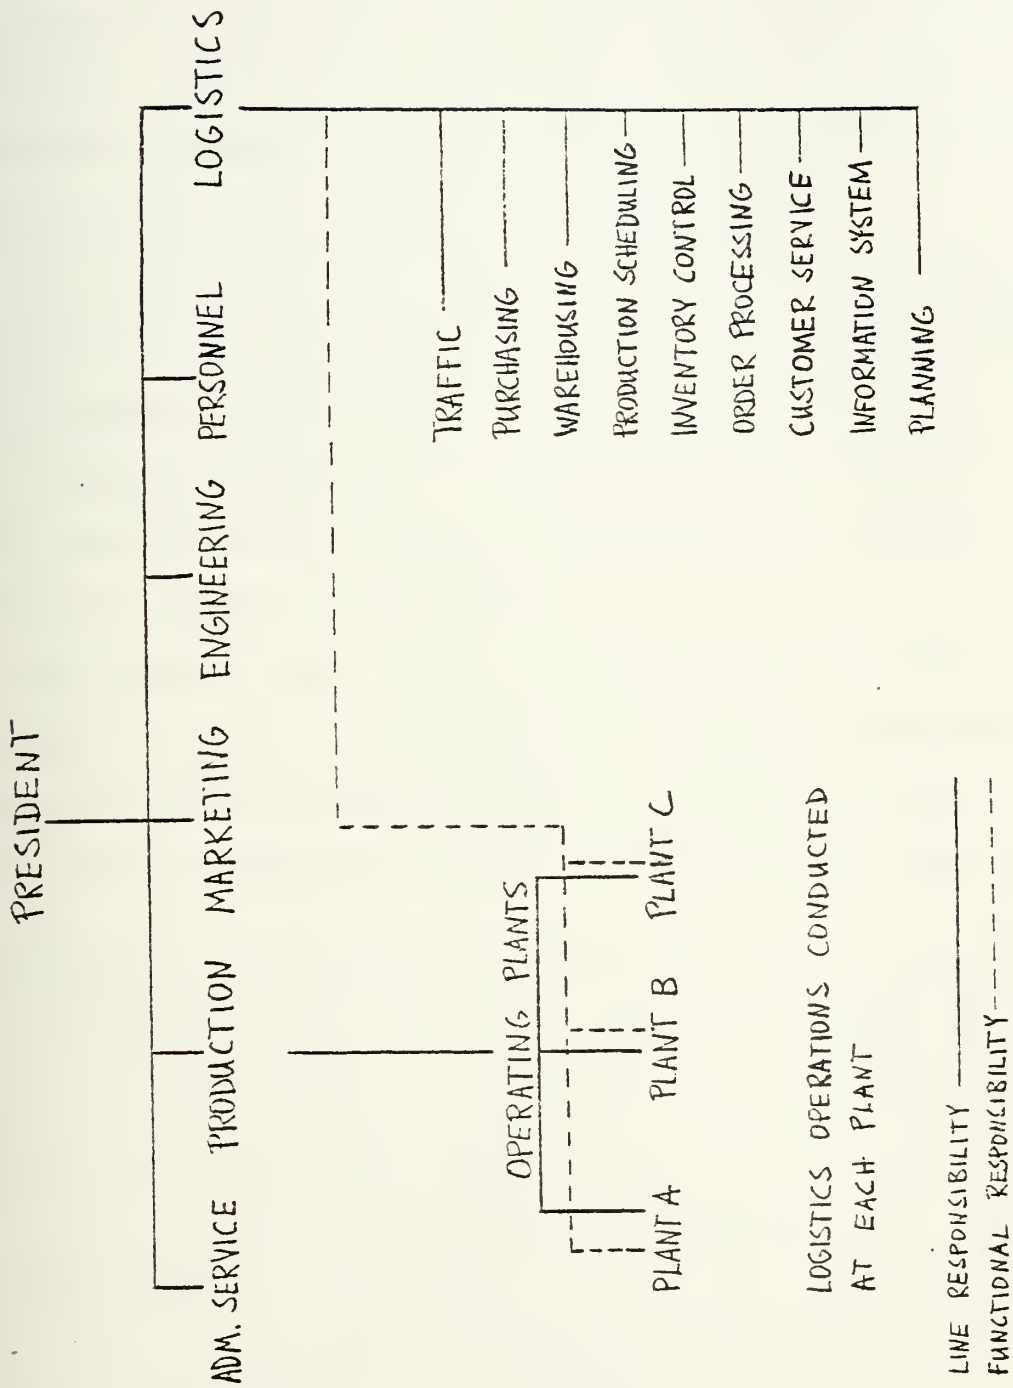 PRESIDENT
ADM. SERVICE PRODUCTION MARKETING ENGINEERING PERSONNEL LOGISTICS
OPERATING PLANTS
PLANT A PLANT B PLANT C
TRAFFIC
PURCHASING
WAREHOUSING
PRODUCTION SCHEDULING
INVENTORY CONTROL
ORDER PROCESSING
CUSTOMER SERVICE
INFORMATION SYSTEM
PLANNING
LOGISTICS OPERATIONS CONDUCTED
AT EACH PLANT
LINE RESPONSIBILITY
FUNCTIONAL RESPONSIBILITY